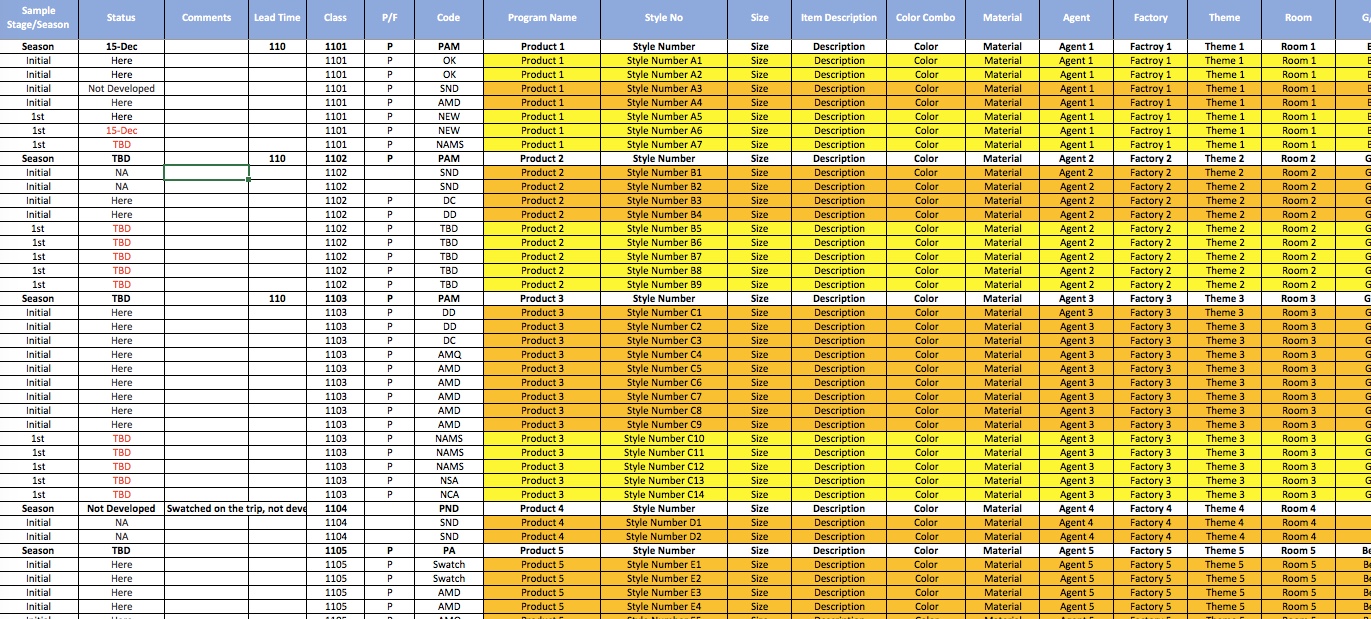 Sample Stage/Season Status Comments Lead Time Class P/F Code Program Name Style No Size Item Description Color Combo Material Agent Factory Theme Room
Season 15-Dec 110 1101 P PAM Product 1 Style Number Size Description Color Material Agent 1 Factroy 1 Theme 1 Room 1
Initial Here 1101 P OK Product 1 Style Number A1 Size Description Color Material Agent 1 Factroy 1 Theme 1 Room 1
Initial Here 1101 P OK Product 1 Style Number A2 Size Description Color Material Agent 1 Factroy 1 Theme 1 Room 1
Initial Not Developed 1101 P SND Product 1 Style Number A3 Size Description Color Material Agent 1 Factroy 1 Theme 1 Room 1
Initial Here 1101 P AMD Product 1 Style Number A4 Size Description Color Material Agent 1 Factroy 1 Theme 1 Room 1
1st Here 1101 P NEW Product 1 Style Number A5 Size Description Color Material Agent 1 Factroy 1 Theme 1 Room 1
1st 15-Dec 1101 P NEW Product 1 Style Number A6 Size Description Color Material Agent 1 Factroy 1 Theme 1 Room 1
1st TBD 1101 P NAMS Product 1 Style Number A7 Size Description Color Material Agent 1 Factroy 1 Theme 1 Room 1
Season TBD 110 1102 P PAM Product 2 Style Number Size Description Color Material Agent 2 Factory 2 Theme 2 Room 2
Initial NA 1102 SND Product 2 Style Number B1 Size Description Color Material Agent 2 Factory 2 Theme 2 Room 2
Initial NA 1102 SND Product 2 Style Number B2 Size Description Color Material Agent 2 Factory 2 Theme 2 Room 2
Initial Here 1102 P DC Product 2 Style Number B3 Size Description Color Material Agent 2 Factory 2 Theme 2 Room 2
Initial Here 1102 P DD Product 2 Style Number B4 Size Description Color Material Agent 2 Factory 2 Theme 2 Room 2
1st TBD 1102 P TBD Product 2 Style Number B5 Size Description Color Material Agent 2 Factory 2 Theme 2 Room 2
1st TBD 1102 P TBD Product 2 Style Number B6 Size Description Color Material Agent 2 Factory 2 Theme 2 Room 2
1st TBD 1102 P TBD Product 2 Style Number B7 Size Description Color Material Agent 2 Factory 2 Theme 2 Room 2
1st TBD 1102 P TBD Product 2 Style Number B8 Size Description Color Material Agent 2 Factory 2 Theme 2 Room 2
1st TBD 1102 P TBD Product 2 Style Number B9 Size Description Color Material Agent 2 Factory 2 Theme 2 Room 2
Season TBD 110 1103 P PAM Product 3 Style Number Size Description Color Material Agent 3 Factory 3 Theme 3 Room 3
Initial Here 1103 P DD Product 3 Style Number C1 Size Description Color Material Agent 3 Factory 3 Theme 3 Room 3
Initial Here 1103 P DD Product 3 Style Number C2 Size Description Color Material Agent 3 Factory 3 Theme 3 Room 3
Initial Here 1103 P DC Product 3 Style Number C3 Size Description Color Material Agent 3 Factory 3 Theme 3 Room 3
Initial Here 1103 P AMQ Product 3 Style Number C4 Size Description Color Material Agent 3 Factory 3 Theme 3 Room 3
Initial Here 1103 P AMD Product 3 Style Number C5 Size Description Color Material Agent 3 Factory 3 Theme 3 Room 3
Initial Here 1103 P AMD Product 3 Style Number C6 Size Description Color Material Agent 3 Factory 3 Theme 3 Room 3
Initial Here 1103 P AMD Product 3 Style Number C7 Size Description Color Material Agent 3 Factory 3 Theme 3 Room 3
Initial Here 1103 P AMD Product 3 Style Number C8 Size Description Color Material Agent 3 Factory 3 Theme 3 Room 3
Initial Here 1103 P AMD Product 3 Style Number C9 Size Description Color Material Agent 3 Factory 3 Theme 3 Room 3
1st TBD 1103 P NAMS Product 3 Style Number C10 Size Description Color Material Agent 3 Factory 3 Theme 3 Room 3
1st TBD 1103 P NAMS Product 3 Style Number C11 Size Description Color Material Agent 3 Factory 3 Theme 3 Room 3
1st TBD 1103 P NAMS Product 3 Style Number C12 Size Description Color Material Agent 3 Factory 3 Theme 3 Room 3
1st TBD 1103 P NSA Product 3 Style Number C13 Size Description Color Material Agent 3 Factory 3 Theme 3 Room 3
1st TBD 1103 P NCA Product 3 Style Number C14 Size Description Color Material Agent 3 Factory 3 Theme 3 Room 3
Season Not Developed Swatched on the trip, not deve 1104 PND Product 4 Style Number Size Description Color Material Agent 4 Factory 4 Theme 4 Room 4
Initial NA 1104 SND Product 4 Style Number D1 Size Description Color Material Agent 4 Factory 4 Theme 4 Room 4
Initial NA 1104 SND Product 4 Style Number D2 Size Description Color Material Agent 4 Factory 4 Theme 4 Room 4
Season TBD 1105 P PA Product 5 Style Number Size Description Color Material Agent 5 Factory 5 Theme 5 Room 5
Initial Here 1105 P Swatch Product 5 Style Number E1 Size Description Color Material Agent 5 Factory 5 Theme 5 Room 5
Initial Here 1105 P Swatch Product 5 Style Number E2 Size Description Color Material Agent 5 Factory 5 Theme 5 Room 5
Initial Here 1105 P AMD Product 5 Style Number E3 Size Description Color Material Agent 5 Factory 5 Theme 5 Room 5
Initial Here 1105 P AMD Product 5 Style Number E4 Size Description Color Material Agent 5 Factory 5 Theme 5 Room 5